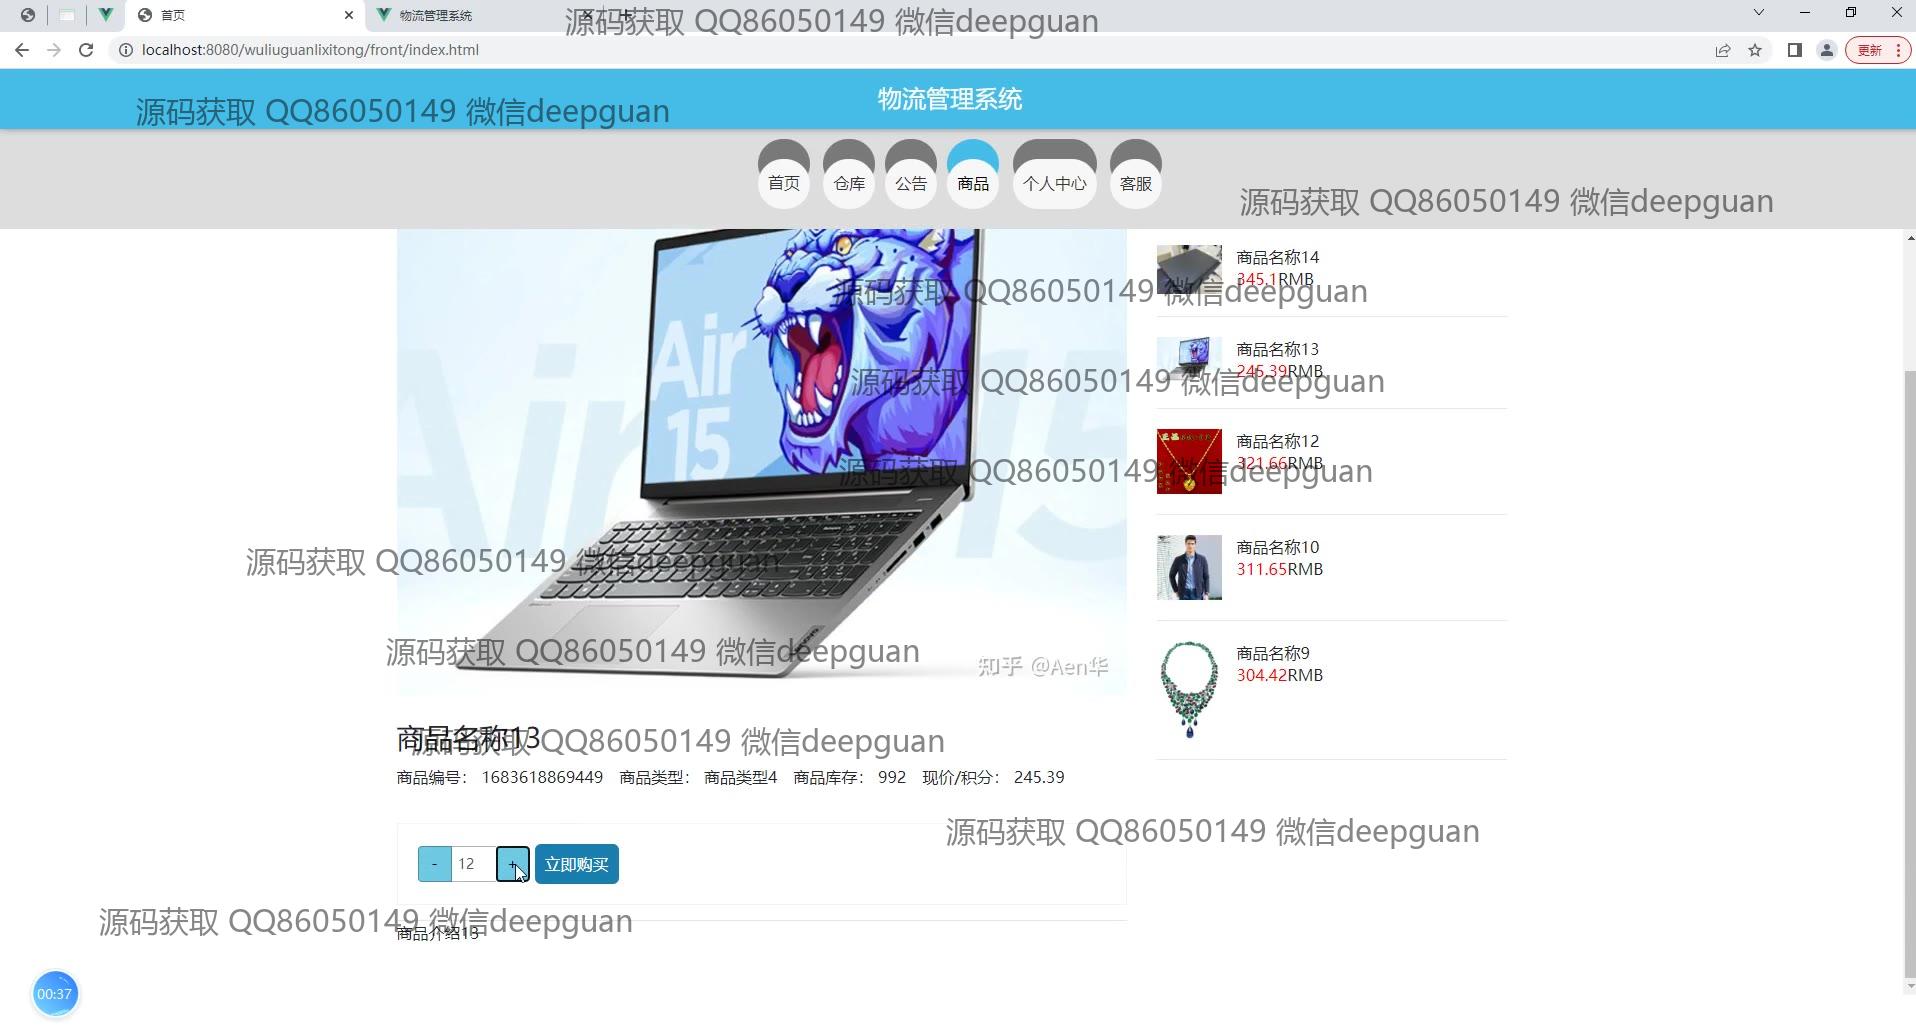 首页
物流管理系统
源码获取 QQ86050149 微信deepguan
localhost:8080/wuliuguanlixitong/front/index.html
更新
物流管理系统
源码获取 QQ86050149 微信deepguan
首页
仓库
公告
商品
个人中心
客服
源码获取 QQ86050149 微信deepguan
Air
15
Air 15
商品名称14
345.1RMB
源码获取 QQ86050149 微信deepguan
商品名称13
245.39RMB
源码获取 QQ86050149 微信deepguan
商品名称12
321.66RMB
源码获取 QQ86050149 微信deepguan
商品名称10
311.65RMB
源码获取 QQ86050149 微信deepguan
商品名称9
304.42RMB
源码获取 QQ86050149 微信deepguan
知乎 @Aen华
商品名称13
源码获取 QQ86050149 微信deepguan
商品编号： 1683618869449 商品类型： 商品类型4 商品库存： 992 现价/积分： 245.39
源码获取 QQ86050149 微信deepguan
- 12 + 立即购买
源码获取 QQ86050149 微信deepguan
商品介绍13
00:37